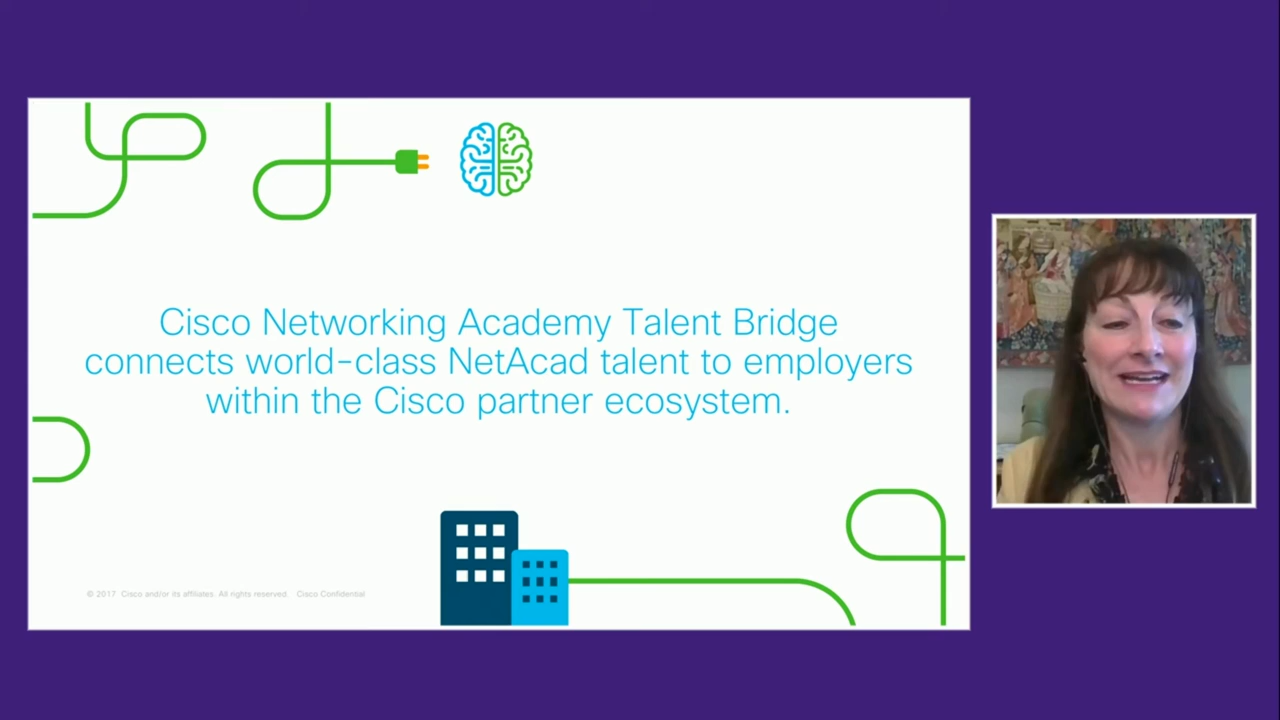 Cisco Networking Academy Talent Bridge
connects world-class NetAcad talent to employers
within the Cisco partner ecosystem.
© 2017 Cisco and/or its affiliates. All rights reserved. Cisco Confidential